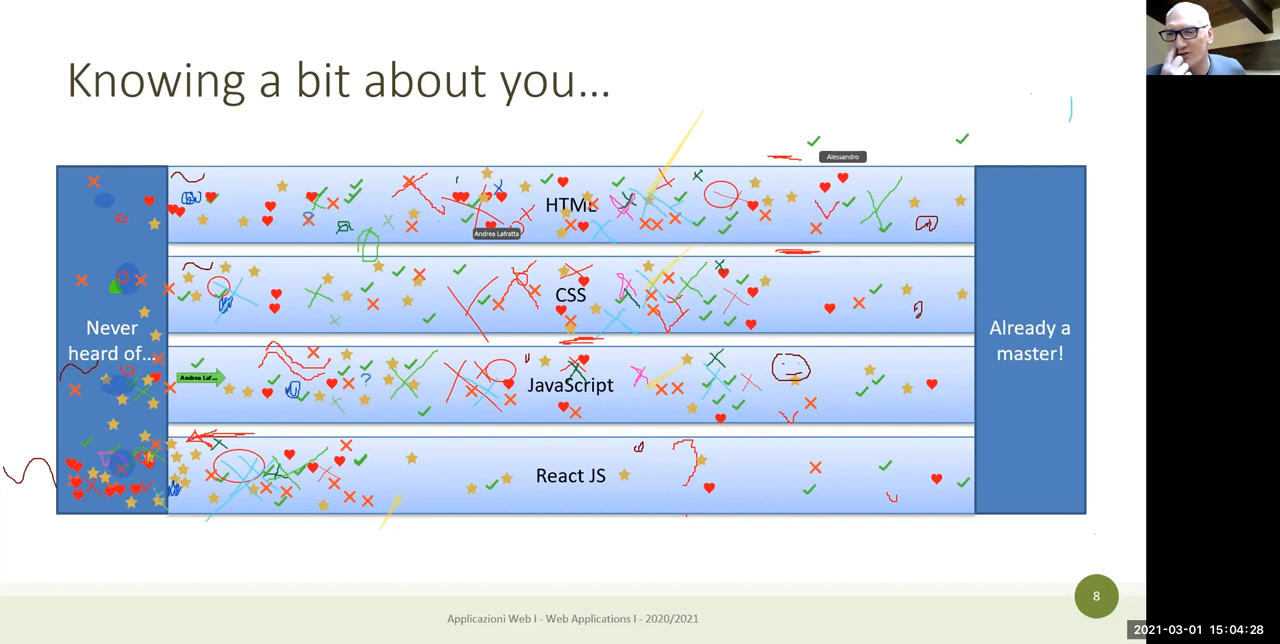 Knowing a bit about you...
Alessandro
HTML
Andrea Lafratta
CSS
Never
heard of...
Already a
master!
Andrea Laf...
JavaScript
React JS
8
Applicazioni Web I - Web Applications I - 2020/2021
2021-03-01 15:04:28